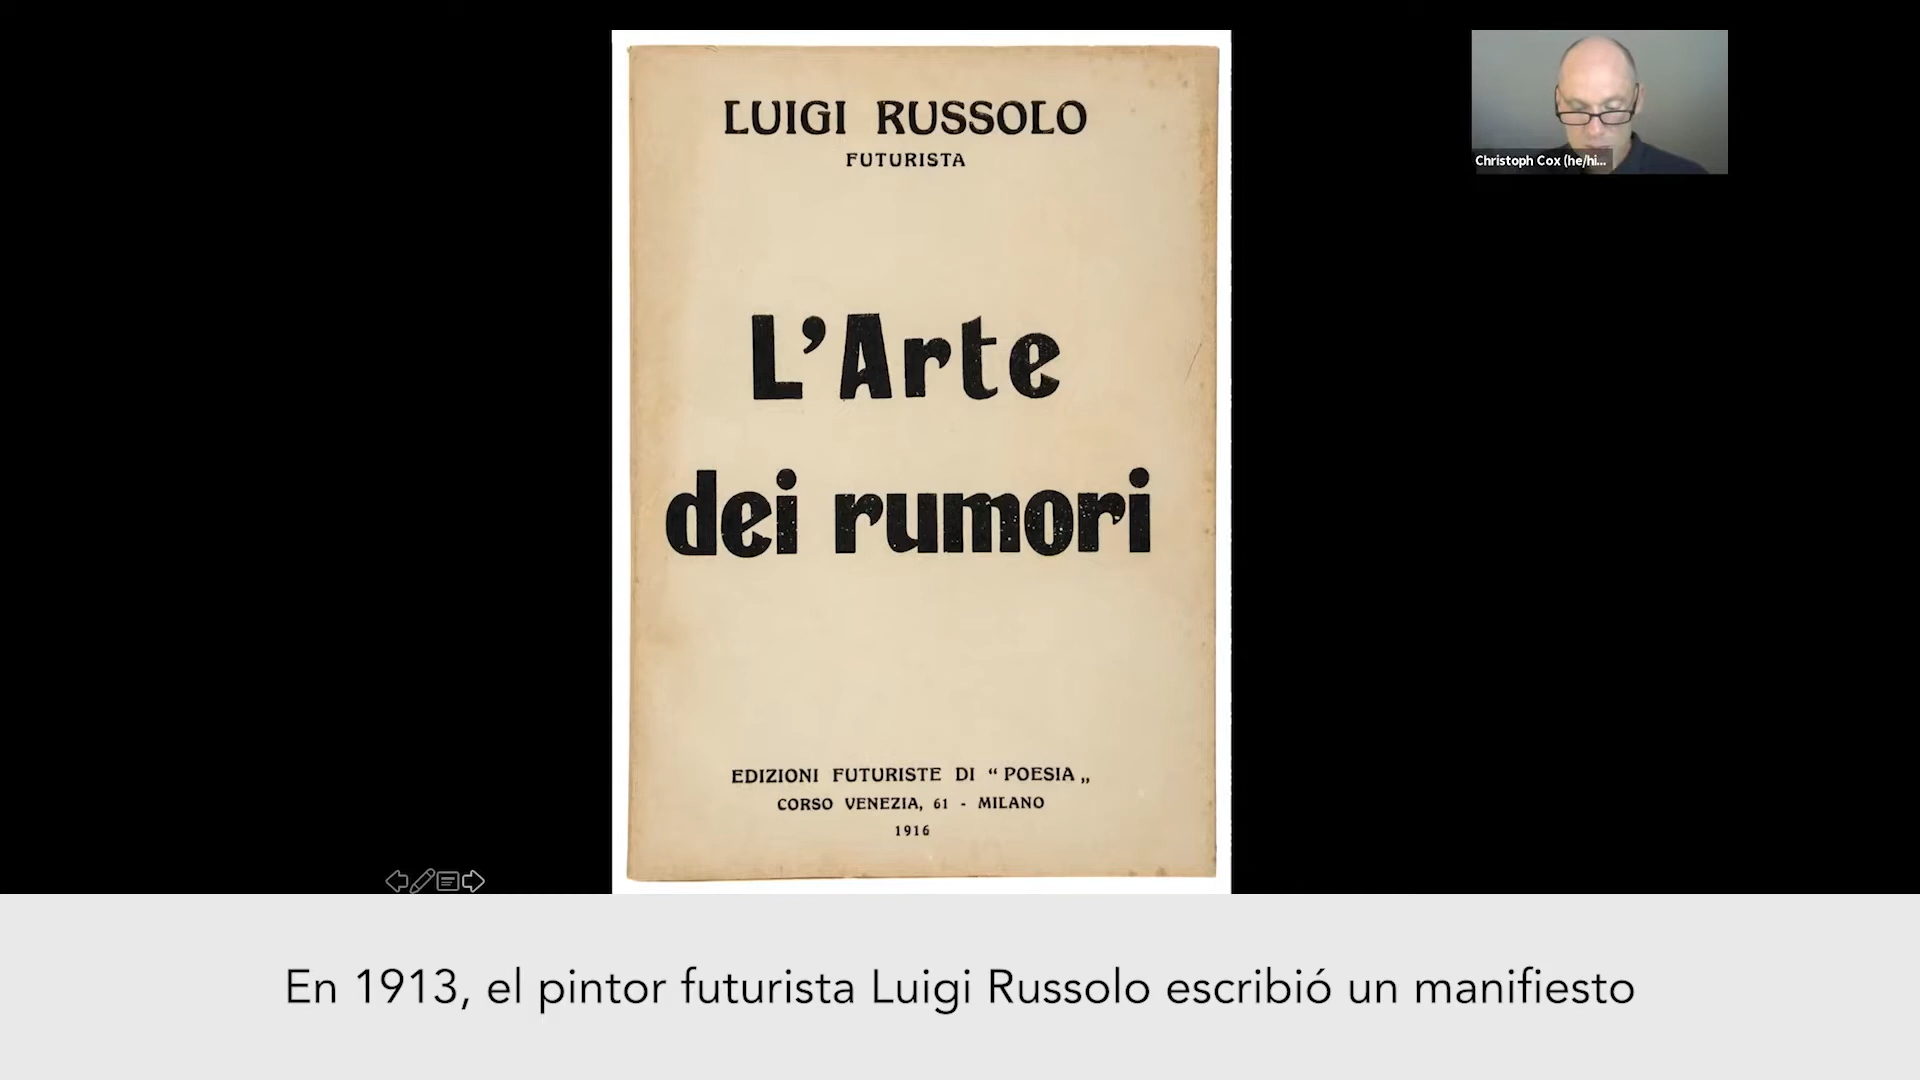 LUIGI RUSSOLO
FUTURISTA
L'Arte
dei rumori
EDIZIONI FUTURISTE DI “ POESIA „
CORSO VENEZIA, 61 - MILANO
1916
Christoph Cox (he/hi...
En 1913, el pintor futurista Luigi Russolo escribió un manifiesto